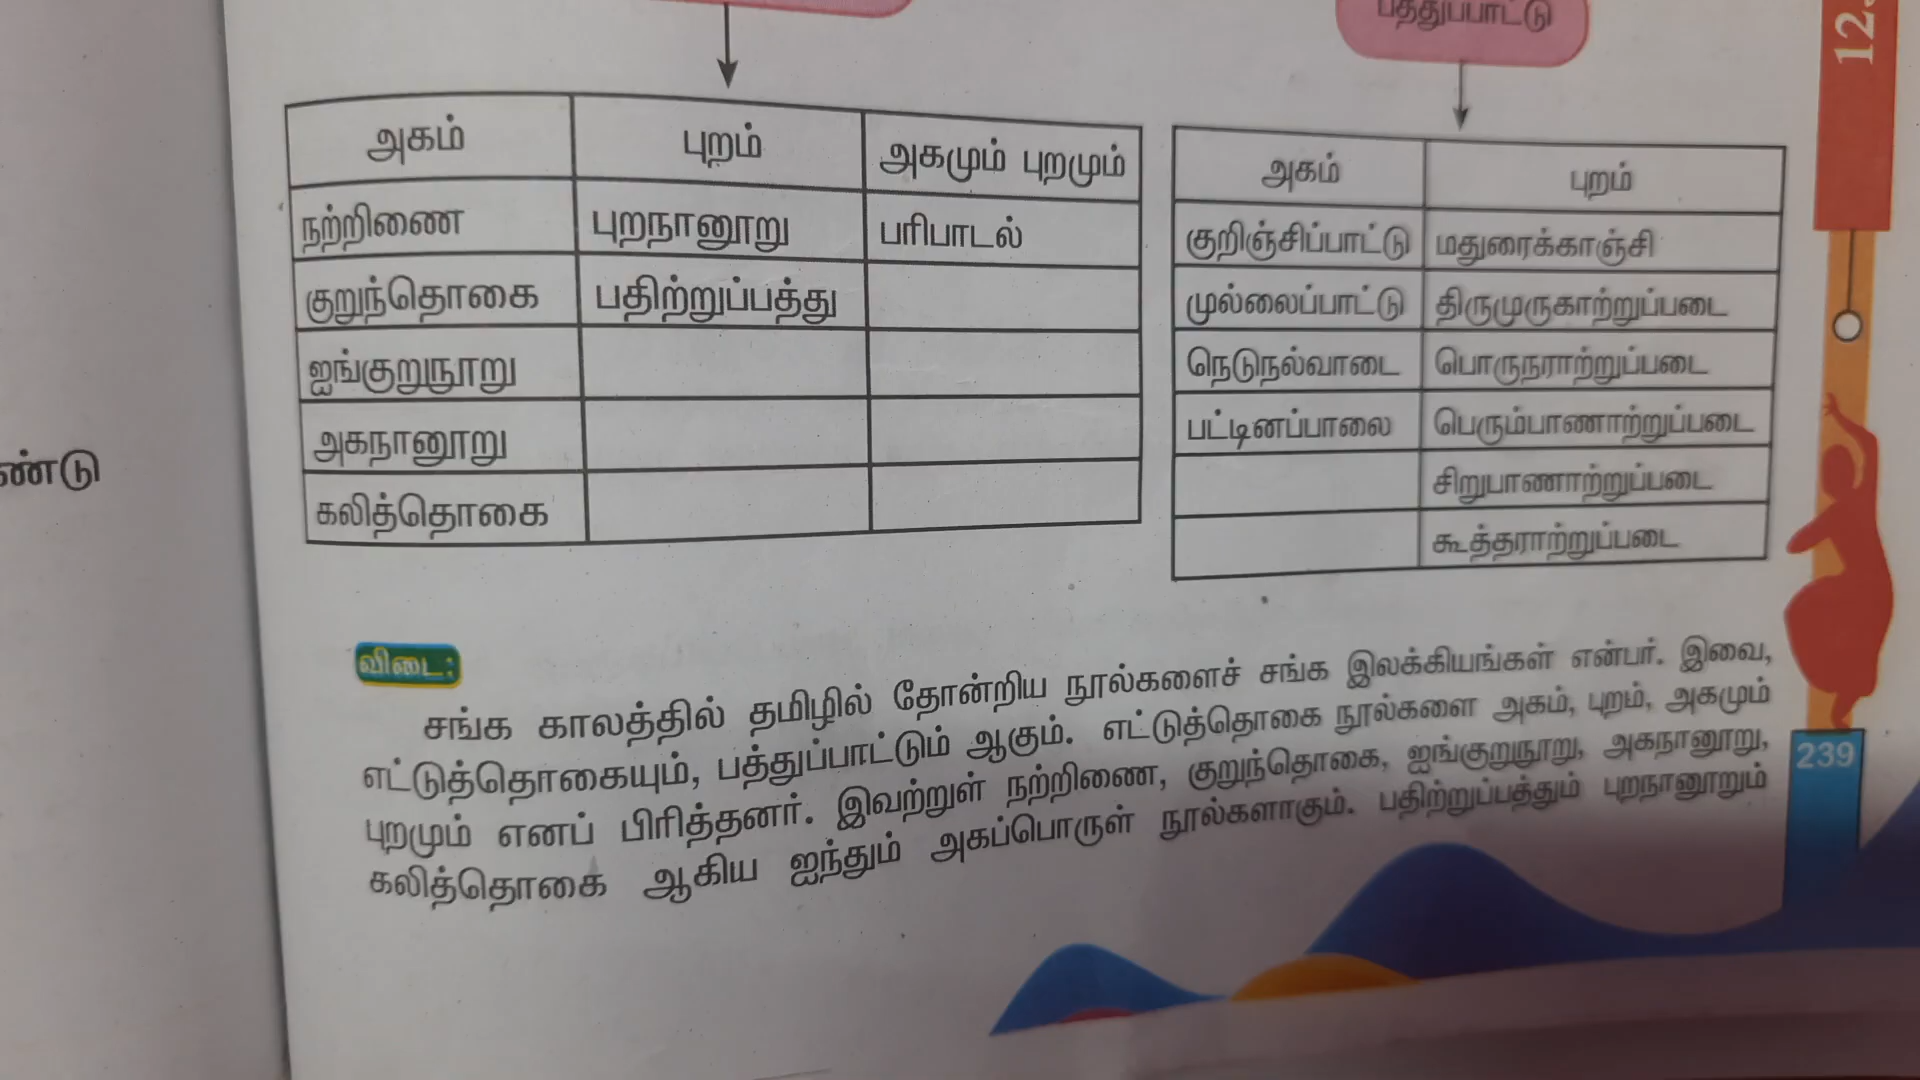 பத்துப்பாட்டு
12.
அகம் புறம் அகமும் புறமும்
நற்றிணை புறநானூறு பரிபாடல்
குறுந்தொகை பதிற்றுப்பத்து
ஐங்குறுநூறு
அகநானூறு
கலித்தொகை
அகம் புறம்
குறிஞ்சிப்பாட்டு மதுரைக்காஞ்சி
முல்லைப்பாட்டு திருமுருகாற்றுப்படை
நெடுநல்வாடை பொருநராற்றுப்படை
பட்டினப்பாலை பெரும்பாணாற்றுப்படை
சிறுபாணாற்றுப்படை
கூத்தராற்றுப்படை
விடை:
சங்க காலத்தில் தமிழில் தோன்றிய நூல்களைச் சங்க இலக்கியங்கள் என்பர். இவை,
எட்டுத்தொகையும், பத்துப்பாட்டும் ஆகும். எட்டுத்தொகை நூல்களை அகம், புறம், அகமும்
புறமும் எனப் பிரித்தனர். இவற்றுள் நற்றிணை, குறுந்தொகை, ஐங்குறுநூறு, அகநானூறு,
கலித்தொகை ஆகிய ஐந்தும் அகப்பொருள் நூல்களாகும். பதிற்றுப்பத்தும் புறநானூறும்
239